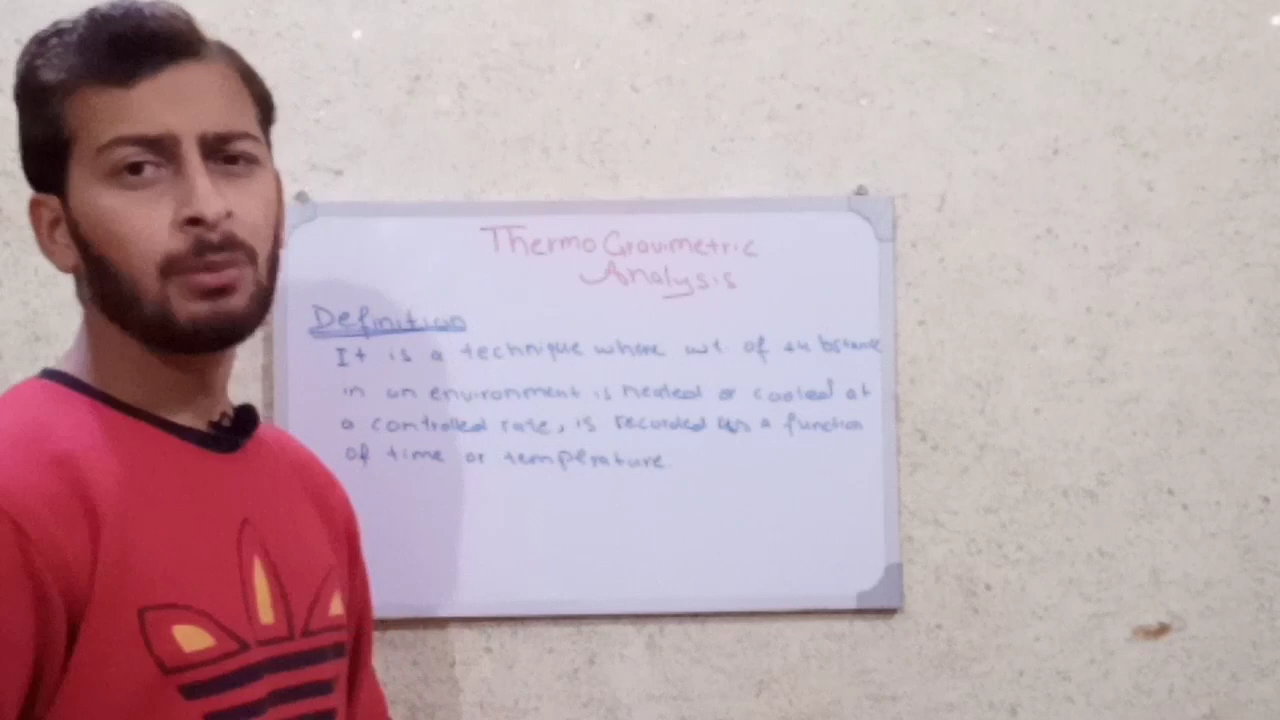 Thermo Gravimetric
Analysis
Definition
It is a technique where wt. of substance
in an environment is heated or cooled at
a controlled rate, is recorded as a function
of time or temperature.